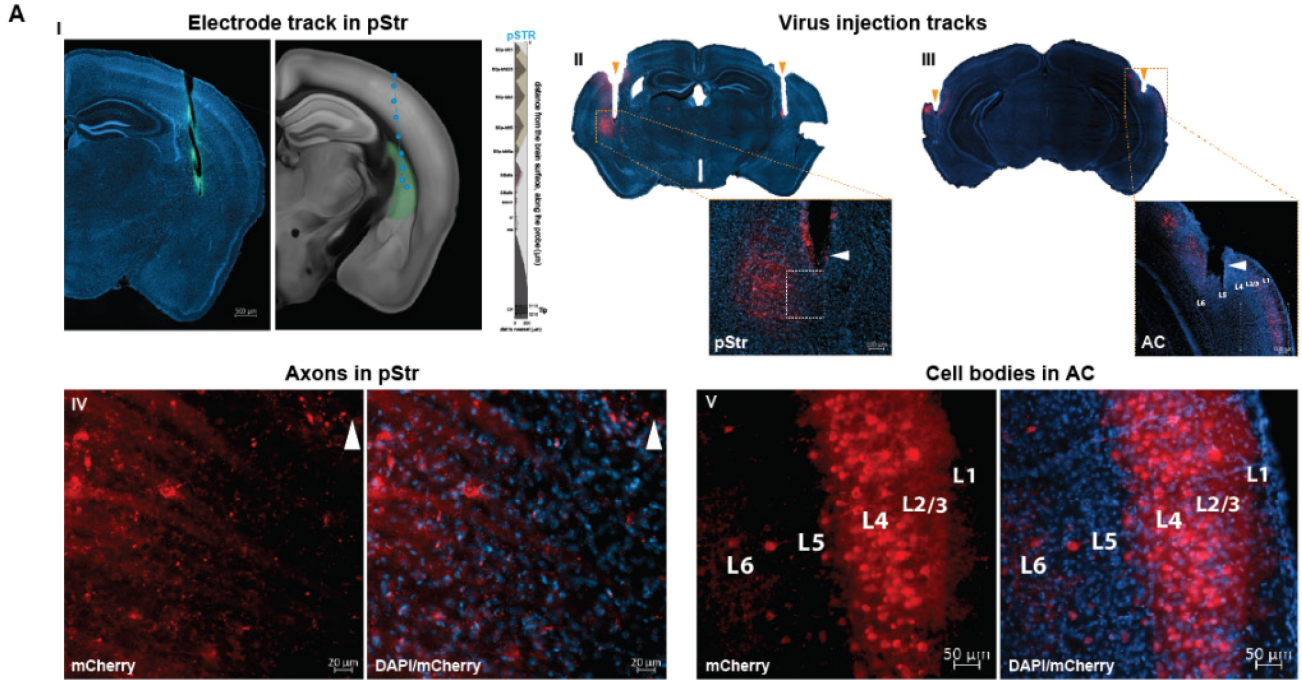 A
I
Electrode track in pStr
pSTR
distance from the brain surface, along the probe (µm)
Tip
500 µm
Virus injection tracks
II
III
pStr
AC
L6
L5
L4
L2/3
L1
Axons in pStr
IV
mCherry
20 µm
DAPI/mCherry
20 µm
Cell bodies in AC
V
L6
L5
L4
L2/3
L1
mCherry
50 µm
L6
L5
L4
L2/3
L1
DAPI/mCherry
50 µm